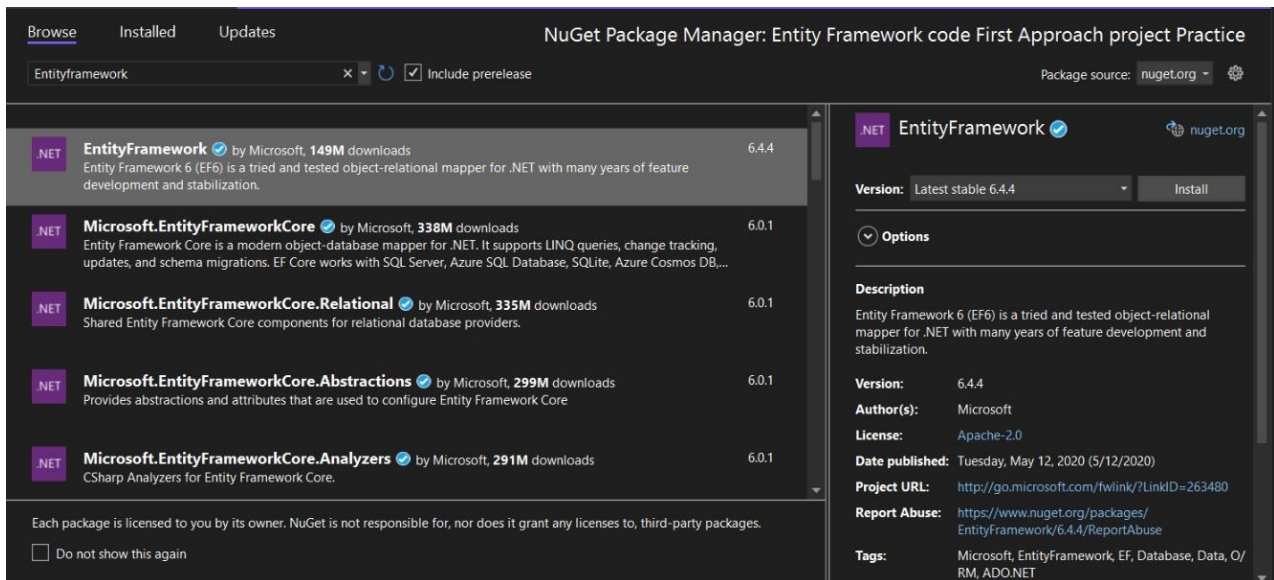 Browse Installed Updates NuGet Package Manager: Entity Framework code First Approach project Practice
Entityframework Include prerelease Package source: nuget.org
.NET EntityFramework by Microsoft, 149M downloads 6.4.4
Entity Framework 6 (EF6) is a tried and tested object-relational mapper for .NET with many years of feature
development and stabilization.
.NET Microsoft.EntityFrameworkCore by Microsoft, 338M downloads 6.0.1
Entity Framework Core is a modern object-database mapper for .NET. It supports LINQ queries, change tracking,
updates, and schema migrations. EF Core works with SQL Server, Azure SQL Database, SQLite, Azure Cosmos DB,...
.NET Microsoft.EntityFrameworkCore.Relational by Microsoft, 335M downloads 6.0.1
Shared Entity Framework Core components for relational database providers.
.NET Microsoft.EntityFrameworkCore.Abstractions by Microsoft, 299M downloads 6.0.1
Provides abstractions and attributes that are used to configure Entity Framework Core
.NET Microsoft.EntityFrameworkCore.Analyzers by Microsoft, 291M downloads 6.0.1
CSharp Analyzers for Entity Framework Core.
Each package is licensed to you by its owner. NuGet is not responsible for, nor does it grant any licenses to, third-party packages.
Do not show this again
.NET EntityFramework nuget.org
Version: Latest stable 6.4.4 Install
Options
Description
Entity Framework 6 (EF6) is a tried and tested object-relational
mapper for .NET with many years of feature development and
stabilization.
Version: 6.4.4
Author(s): Microsoft
License: Apache-2.0
Date published: Tuesday, May 12, 2020 (5/12/2020)
Project URL: http://go.microsoft.com/fwlink/?LinkID=263480
Report Abuse: https://www.nuget.org/packages/
EntityFramework/6.4.4/ReportAbuse
Tags: Microsoft, EntityFramework, EF, Database, Data, O/
RM, ADO.NET